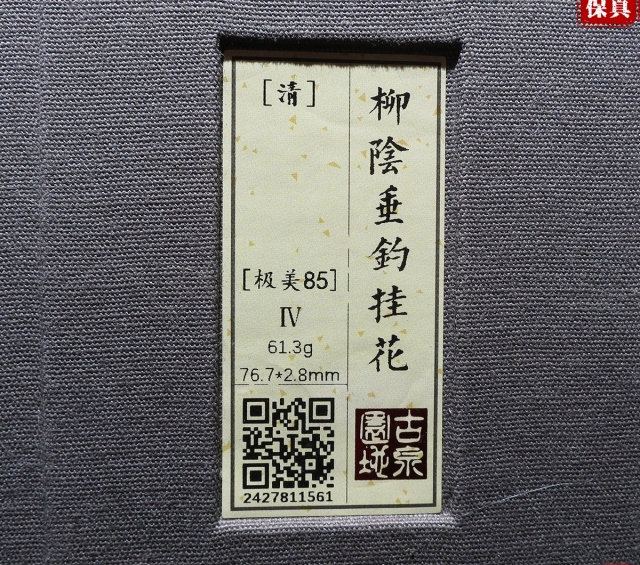 保真
柳陰垂釣挂花
[清]
[极美85]
Ⅳ
61.3g
76.7*2.8mm
2427811561
古泉園地